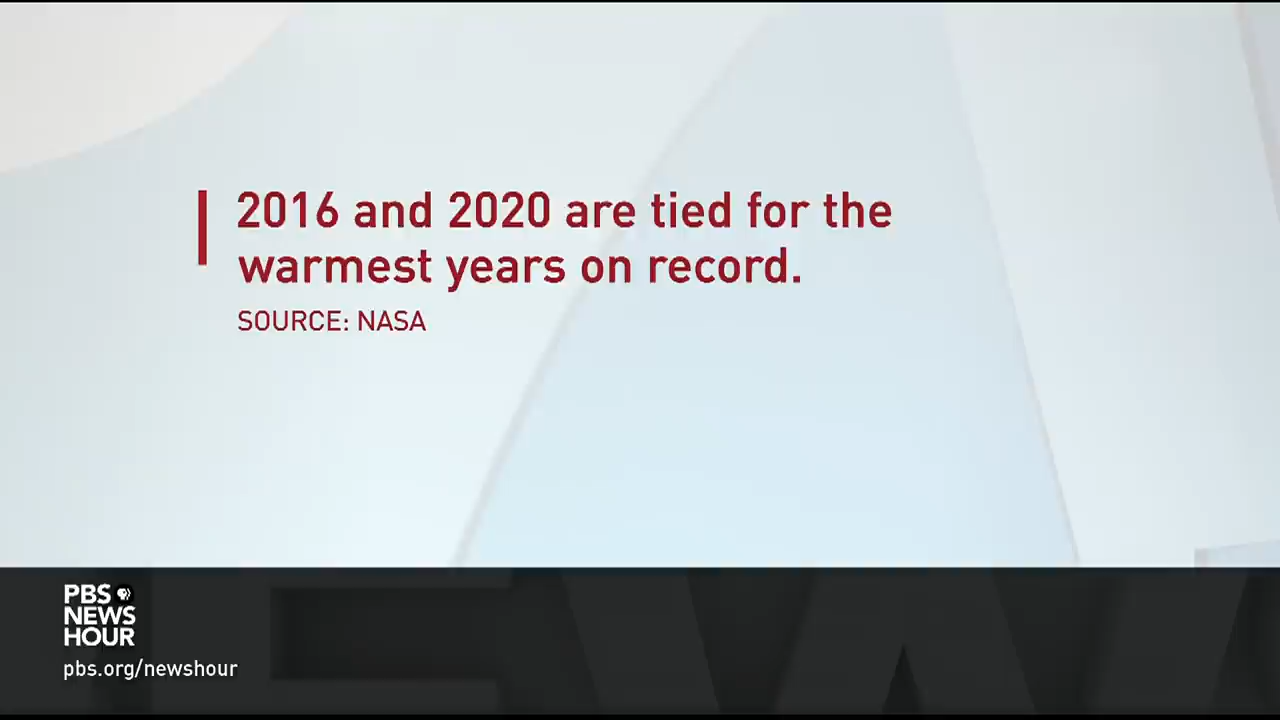 2016 and 2020 are tied for the
warmest years on record.
SOURCE: NASA
PBS
NEWS
HOUR
pbs.org/newshour